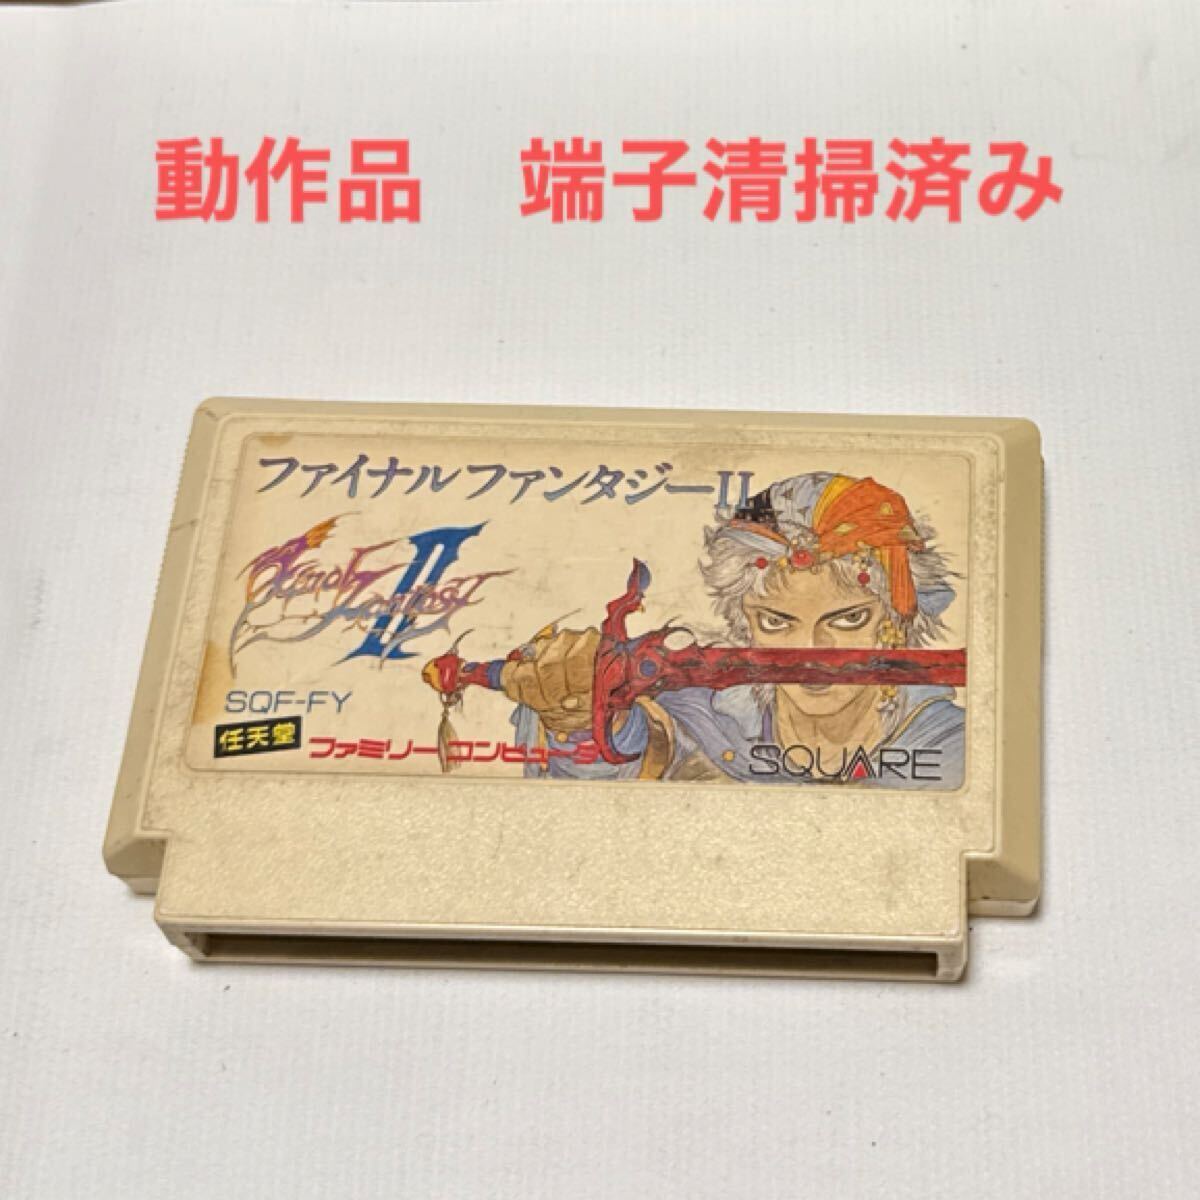 動作品　端子清掃済み
ファイナルファンタジーII
Final Fantasy II
SQF-FY
任天堂 ファミリーコンピュータ
SQUARE